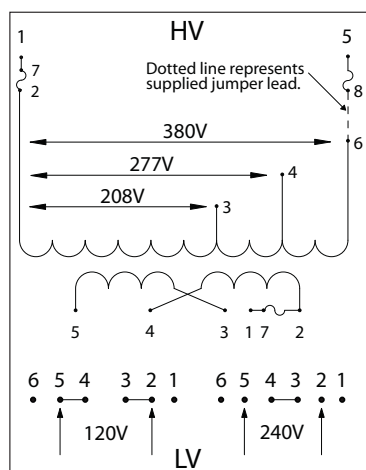 HV
1 5
7
2
8
Dotted line represents
supplied jumper lead.
6
380V
277V
4
208V
3
5 4 3 1 7 2
6 5 4 3 2 1 6 5 4 3 2 1
120V 240V
LV